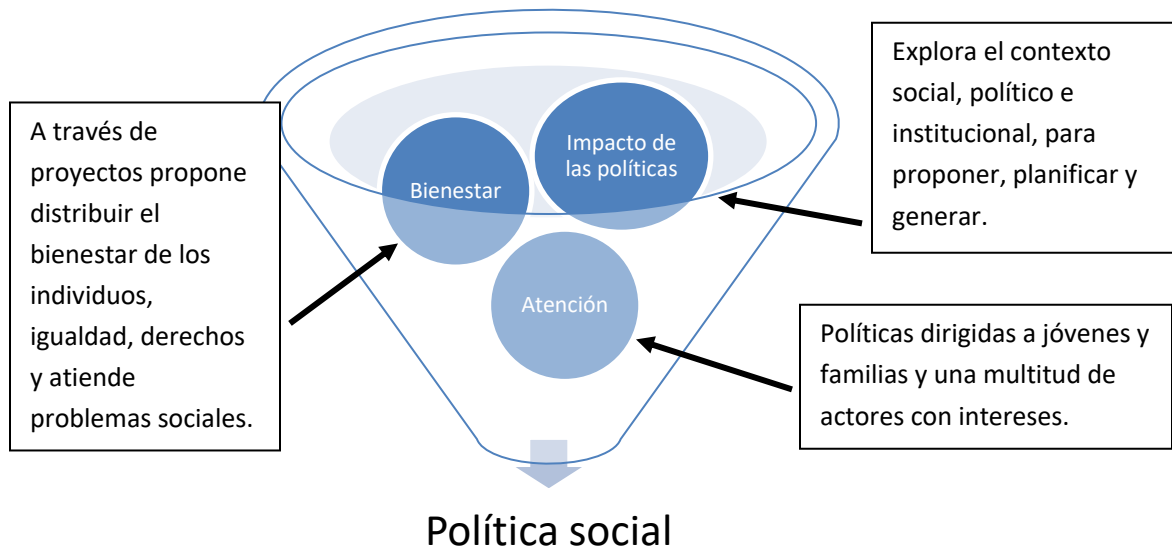 A través de
proyectos propone
distribuir el
bienestar de los
individuos,
igualdad, derechos
y atiende
problemas sociales.
Bienestar
Impacto de
las políticas
Atención
Explora el contexto
social, político e
institucional, para
proponer, planificar y
generar.
Políticas dirigidas a jóvenes y
familias y una multitud de
actores con intereses.
Política social